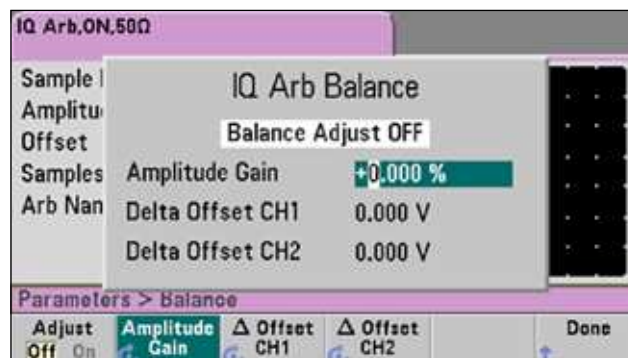 IQ Arb,ON,50Ω
IQ Arb Balance
Balance Adjust OFF
Sample
Offset
Samples
Arb
Amplitude Gain +0.000 %
Delta Offset CH1 0.000 V
Delta Offset CH2 0.000 V
Parameters > Balance
Adjust
Off On
Amplitude
Gain
Δ Offset
CH1
Δ Offset
CH2
Done